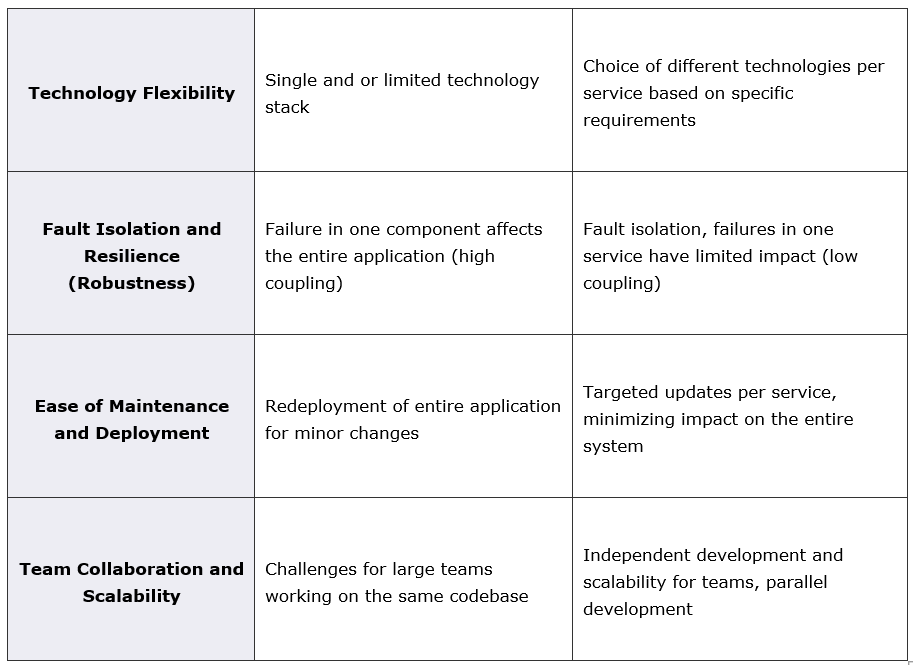 Technology Flexibility
Single and or limited technology
stack
Choice of different technologies per
service based on specific
requirements
Fault Isolation and
Resilience
(Robustness)
Failure in one component affects
the entire application (high
coupling)
Fault isolation, failures in one
service have limited impact (low
coupling)
Ease of Maintenance
and Deployment
Redeployment of entire application
for minor changes
Targeted updates per service,
minimizing impact on the entire
system
Team Collaboration and
Scalability
Challenges for large teams
working on the same codebase
Independent development and
scalability for teams, parallel
development